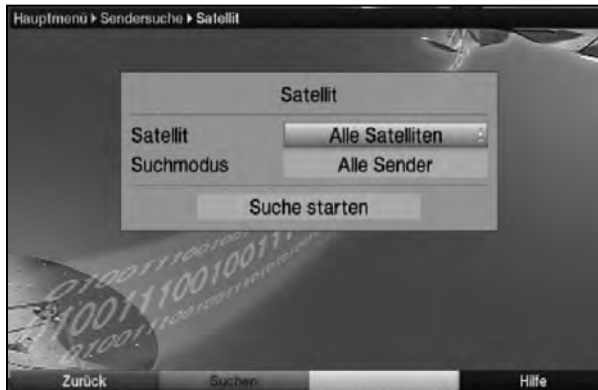 Hauptmenü ▸ Sendersuche ▸ Satellit
Satellit
Satellit Alle Satelliten
Suchmodus Alle Sender
Suche starten
Zurück Suchen Hilfe